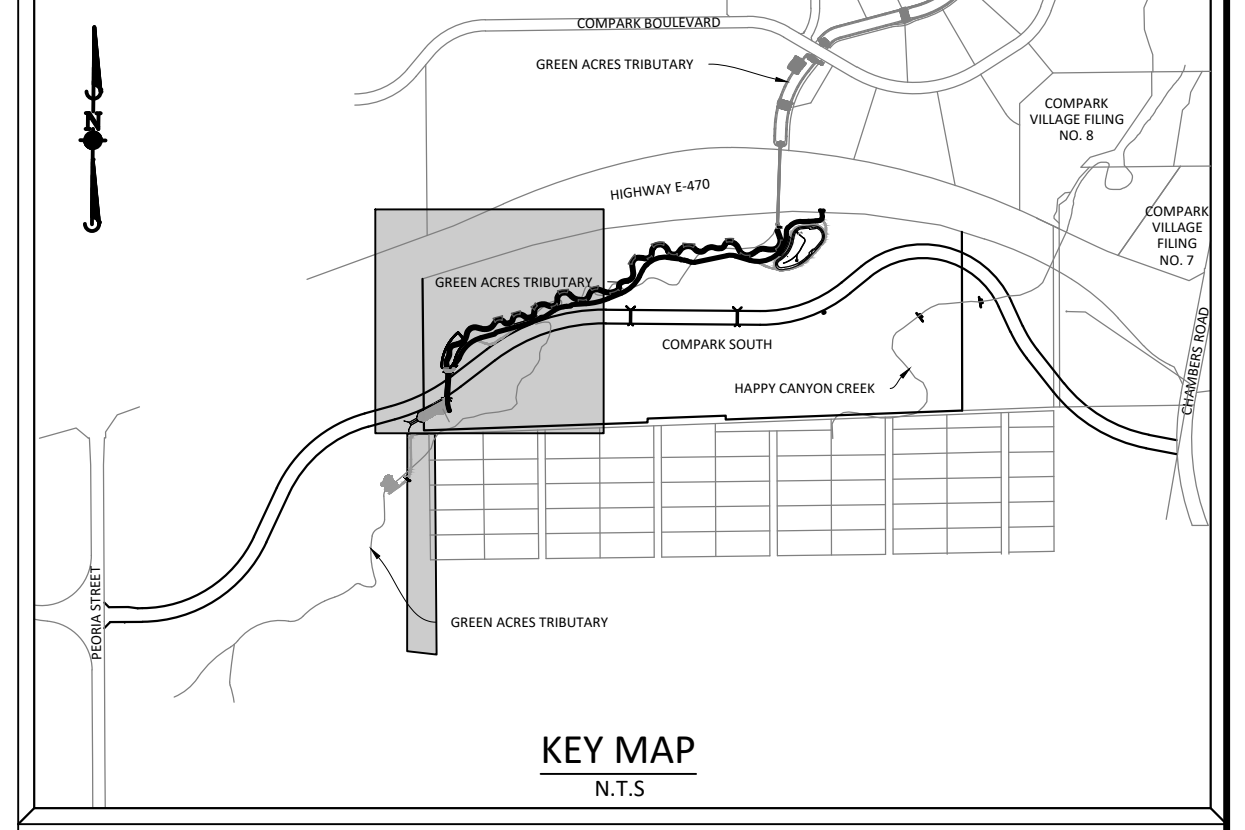 COMPARK BOULEVARD
GREEN ACRES TRIBUTARY
COMPARK
VILLAGE FILING
NO. 8
N
HIGHWAY E-470
COMPARK
VILLAGE
FILING
NO. 7
GREEN ACRES TRIBUTARY
COMPARK SOUTH
HAPPY CANYON CREEK
CHAMBERS ROAD
PEORIA STREET
GREEN ACRES TRIBUTARY
KEY MAP
N.T.S